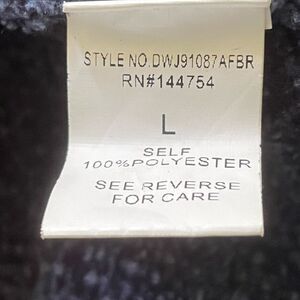 STYLE NO.DWJ91087AFBR
RN#144754
L
SELF
100%POLYESTER
SEE REVERSE
FOR CARE